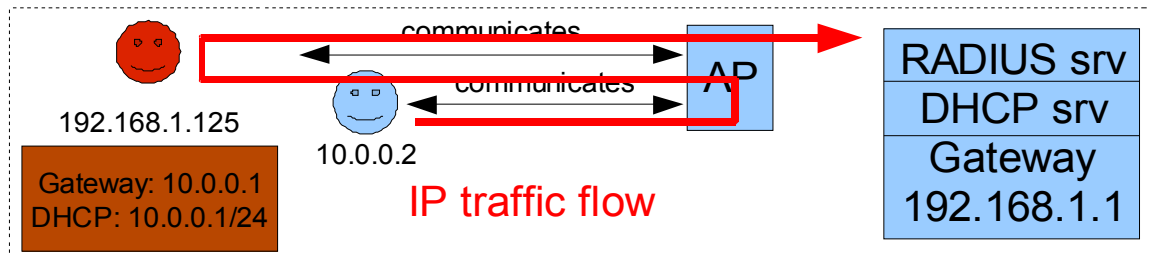 communicates
AP
communicates
192.168.1.125
10.0.0.2
Gateway: 10.0.0.1
DHCP: 10.0.0.1/24
IP traffic flow
RADIUS srv
DHCP srv
Gateway
192.168.1.1